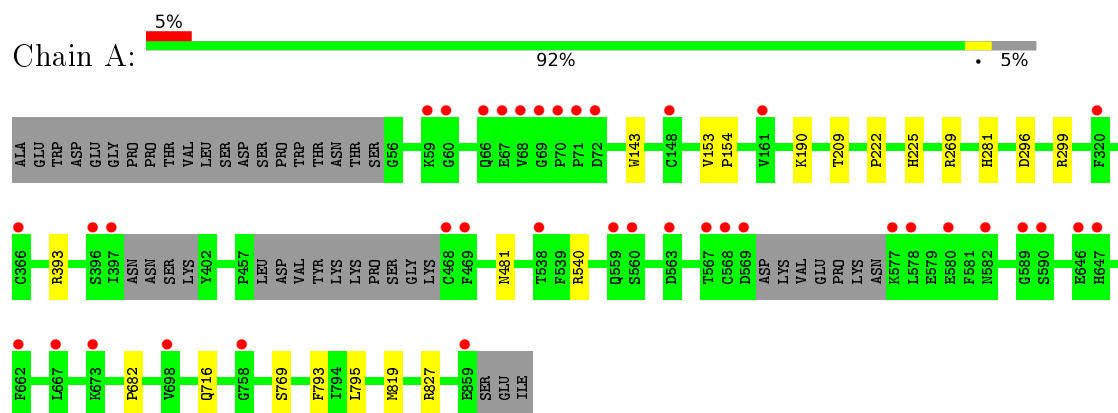 5%
Chain A:
92%
•
5%
ALA GLU TRP ASP GLU GLY PRO PRO THR VAL LEU SER ASP SER PRO TRP THR ASN THR SER G56 K59 G60 Q66 E67 V68 G69 P70 P71 D72 W143 C148 V153 P154 V161 K190 T209 P222 H225 R269 H281 D296 R299 F320
C366 R393 S396 I397 ASN ASN SER LYS Y402 P457 LEU ASP VAL TYR LYS LYS PRO SER GLY LYS C468 F469 N481 T538 F539 R540 Q559 S560 D563 T567 C568 D569 ASP LYS VAL GLU PRO LYS ASN K577 L578 E579 E580 F581 N582 G589 S590 E646 H647
F662 L667 K673 P682 V698 Q716 G758 S769 F793 I794 L795 M819 R827 E859 SER GLU ILE